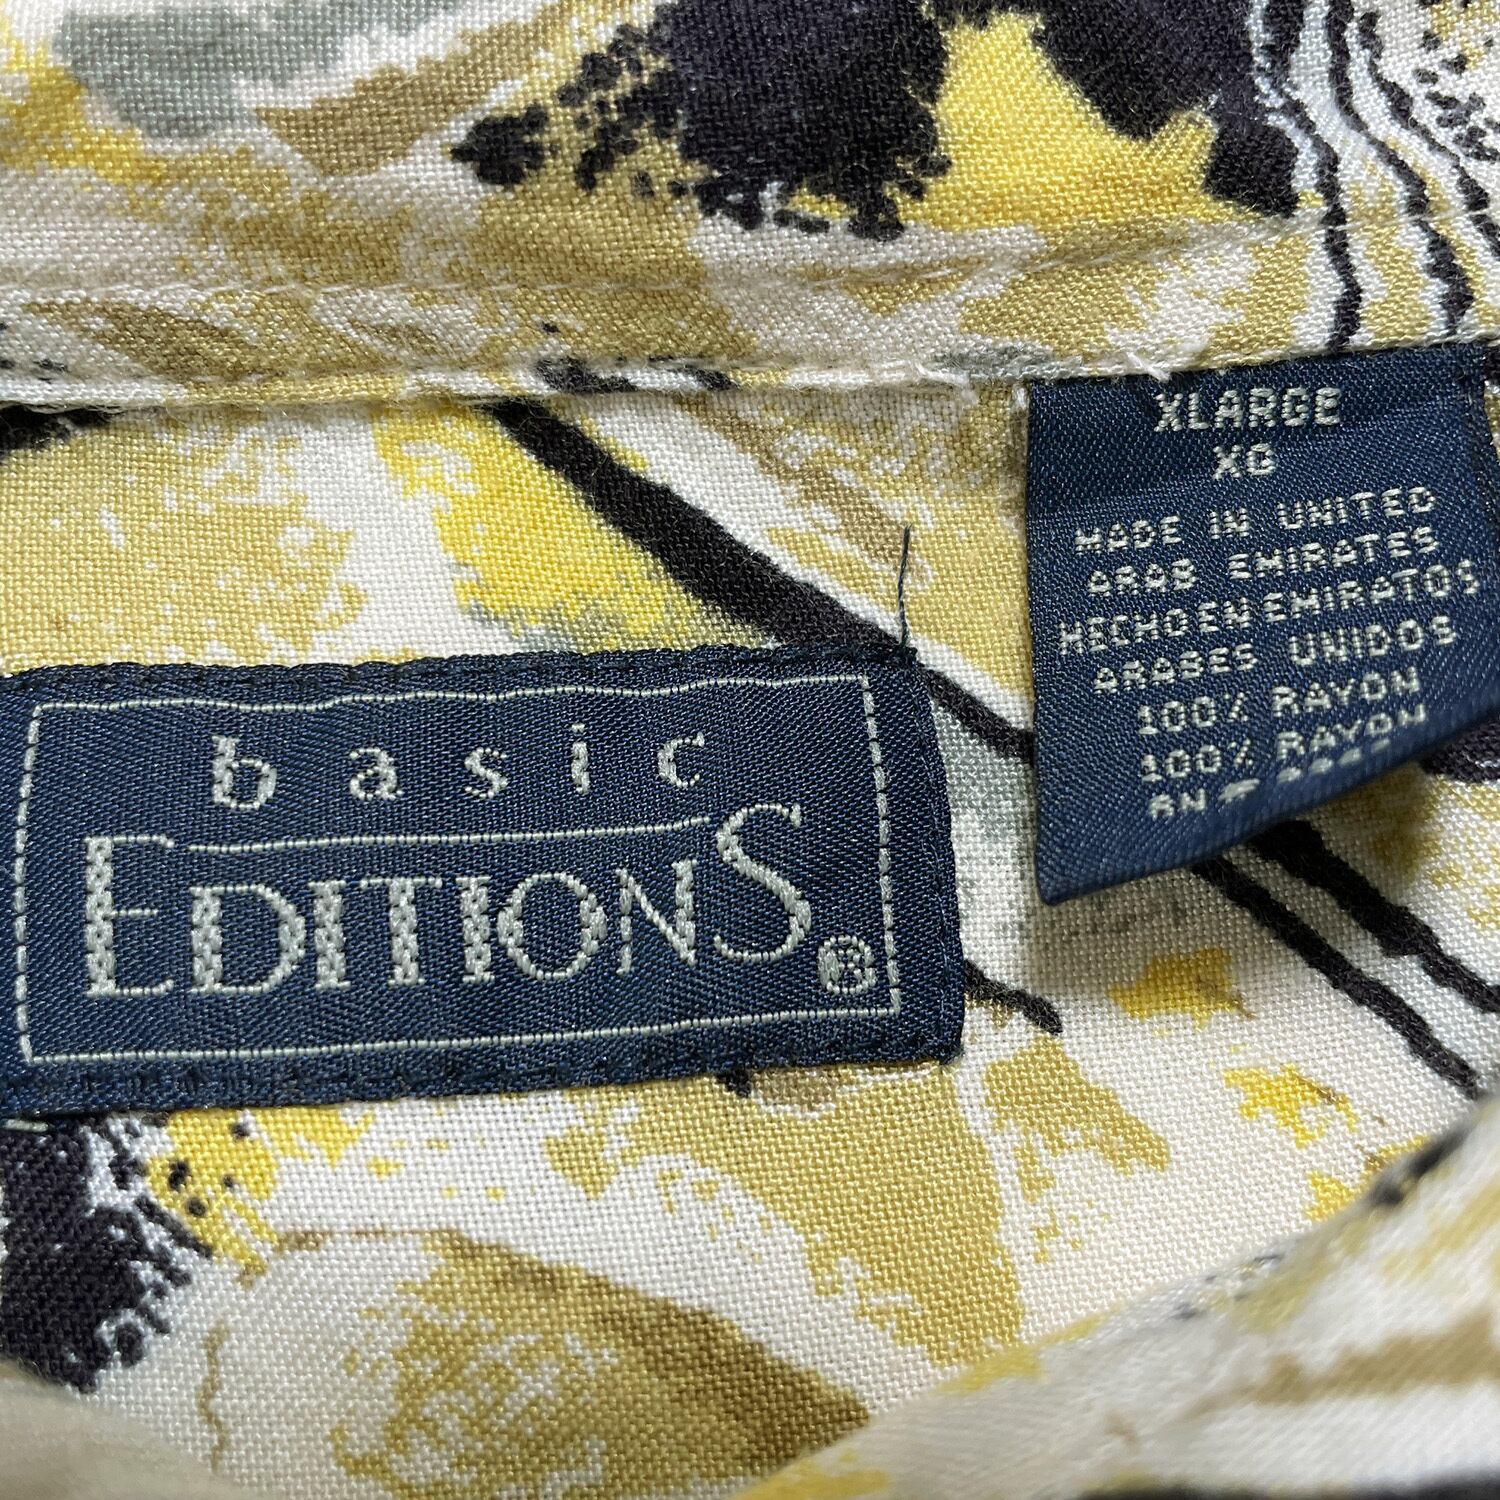 basic
EDITIONS®
XLARGE
XG
MADE IN UNITED
ARAB EMIRATES
HECHO EN EMIRATOS
ARABES UNIDOS
100% RAYON
100% RAYON